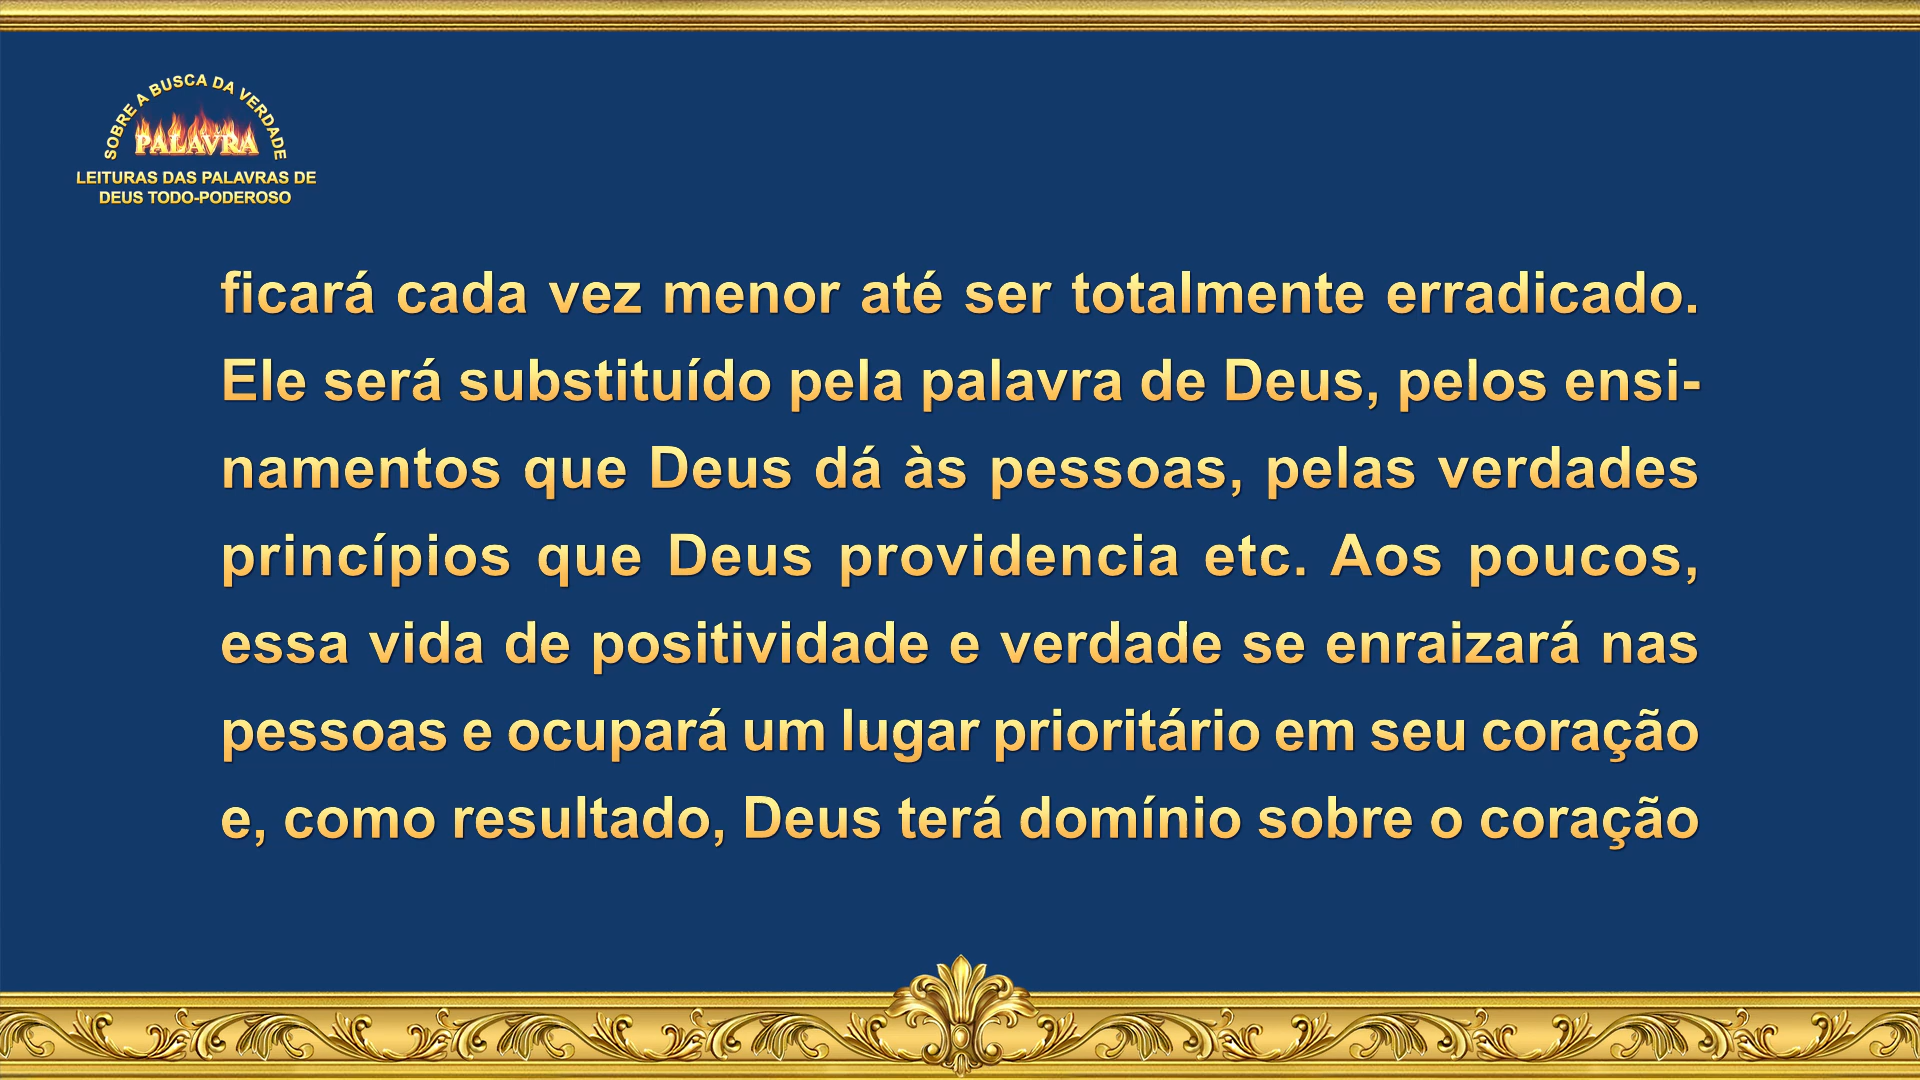 SOBRE A BUSCA DA VERDADE
PALAVRA
LEITURAS DAS PALAVRAS DE
DEUS TODO-PODEROSO
ficará cada vez menor até ser totalmente erradicado.
Ele será substituído pela palavra de Deus, pelos ensi-
namentos que Deus dá às pessoas, pelas verdades
princípios que Deus providencia etc. Aos poucos,
essa vida de positividade e verdade se enraizará nas
pessoas e ocupará um lugar prioritário em seu coração
e, como resultado, Deus terá domínio sobre o coração